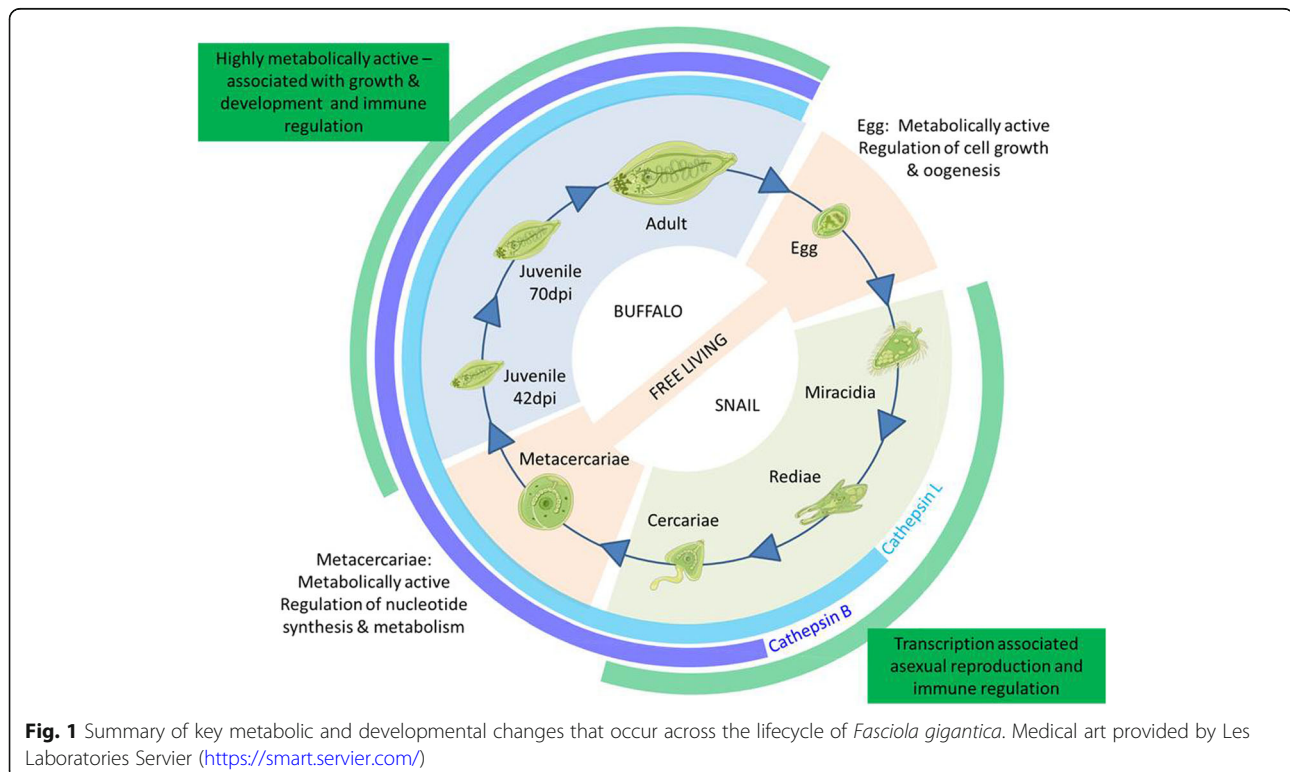 Highly metabolically active –
associated with growth &
development and immune
regulation
Egg: Metabolically active
Regulation of cell growth
& oogenesis
Adult
Egg
Juvenile
70dpi
BUFFALO
FREE LIVING
Juvenile
42dpi
SNAIL
Miracidia
Metacercariae
Rediae
Cercariae
Cathepsin L
Cathepsin B
Metacercariae:
Metabolically active
Regulation of nucleotide
synthesis & metabolism
Transcription associated
asexual reproduction and
immune regulation
Fig. 1 Summary of key metabolic and developmental changes that occur across the lifecycle of Fasciola gigantica. Medical art provided by Les
Laboratories Servier (https://smart.servier.com/)